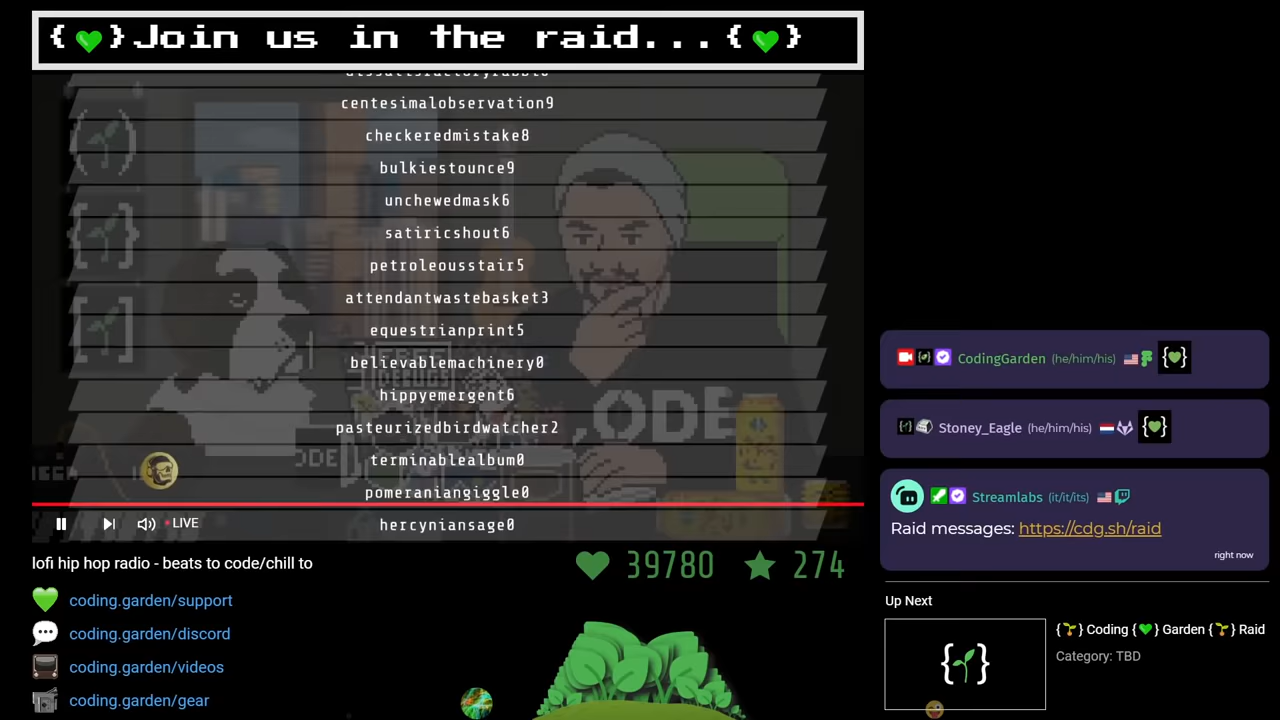 {💚}Join us in the raid...{💚}
centesimalobservation9
checkeredmistake8
bulkiestounce9
unchewedmask6
satiricshout6
petroleousstair5
attendantwastebasket3
equestrianprint5
believablemachinery0
hippyemergent6
pasteurizedbirdwatcher2
terminablealbum0
pomeraniangiggle0
hercyniansage0
CODE
LIVE
lofi hip hop radio - beats to code/chill to
39780
274
coding.garden/support
coding.garden/discord
coding.garden/videos
coding.garden/gear
CodingGarden (he/him/his)
Stoney_Eagle (he/him/his)
Streamlabs (it/it/its)
Raid messages: https://cdg.sh/raid
right now
Up Next
{🌱} Coding {💚} Garden {🌱} Raid
Category: TBD